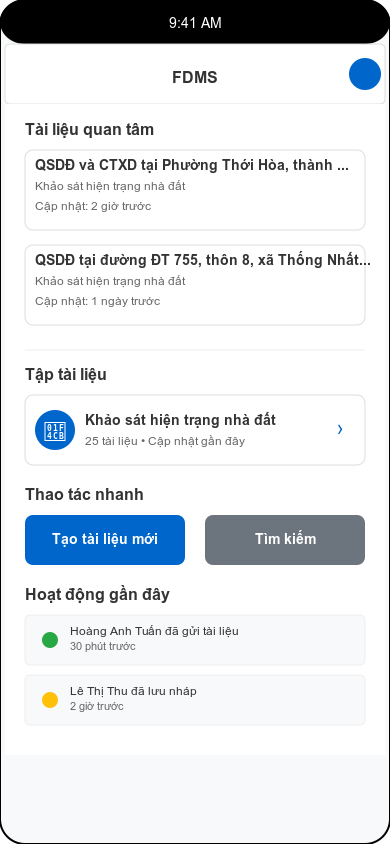 9:41 AM
FDMS
Tài liệu quan tâm
QSDĐ và CTXD tại Phường Thới Hòa, thành ...
Khảo sát hiện trạng nhà đất
Cập nhật: 2 giờ trước
QSDĐ tại đường ĐT 755, thôn 8, xã Thống Nhất...
Khảo sát hiện trạng nhà đất
Cập nhật: 1 ngày trước
Tập tài liệu
Khảo sát hiện trạng nhà đất
25 tài liệu • Cập nhật gần đây
›
Thao tác nhanh
Tạo tài liệu mới
Tìm kiếm
Hoạt động gần đây
Hoàng Anh Tuấn đã gửi tài liệu
30 phút trước
Lê Thị Thu đã lưu nháp
2 giờ trước